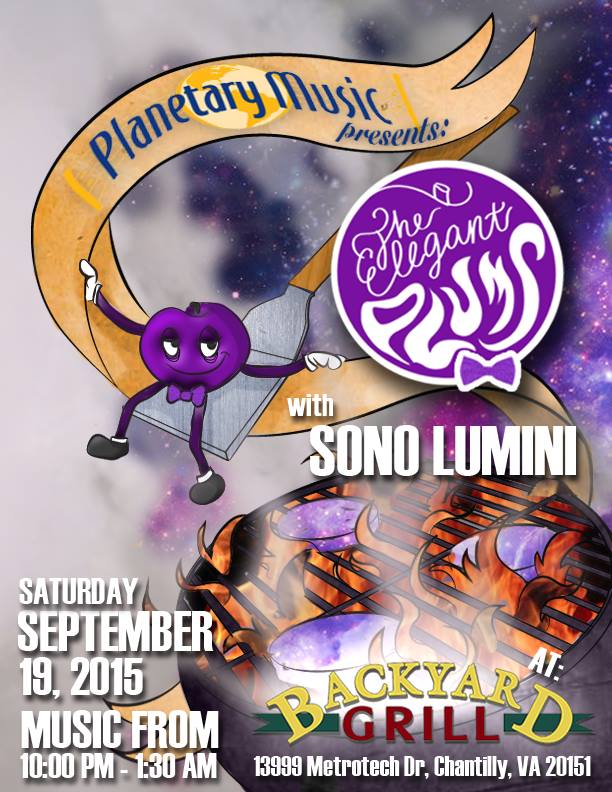 Planetary Music
presents:
The
Elegant
PLUMS
with
SONO LUMINI
SATURDAY
SEPTEMBER
19, 2015
MUSIC FROM
10:00 PM - 1:30 AM
AT:
BACKYARD
GRILL
13999 Metrotech Dr, Chantilly, VA 20151